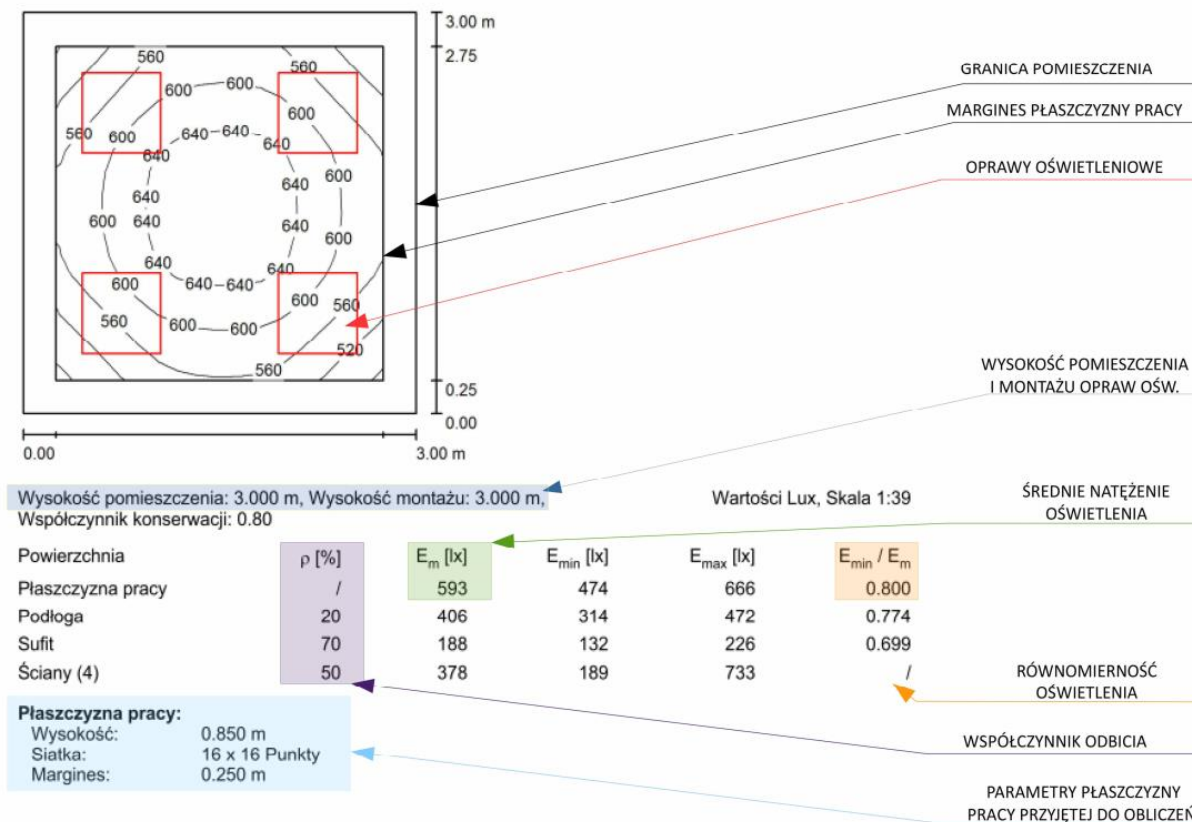 3.00 m
2.75
560 560
600 600
600
560 600 640 640 640 640
640 640
640 640 600
600 640 640
600
640 640 640 640
600 600 560
560 600 600
520
560
0.25
0.00
0.00 3.00 m
GRANICA POMIESZCZENIA
MARGINES PŁASZCZYZNY PRACY
OPRAWY OŚWIETLENIOWE
WYSOKOŚĆ POMIESZCZENIA
I MONTAŻU OPRAW OŚW.
Wysokość pomieszczenia: 3.000 m, Wysokość montażu: 3.000 m,
Współczynnik konserwacji: 0.80
Wartości Lux, Skala 1:39
ŚREDNIE NATĘŻENIE
OŚWIETLENIA
Powierzchnia ρ [%] Em [lx] Emin [lx] Emax [lx] Emin / Em
Płaszczyzna pracy / 593 474 666 0.800
Podłoga 20 406 314 472 0.774
Sufit 70 188 132 226 0.699
Ściany (4) 50 378 189 733 /
RÓWNOMIERNOŚĆ
OŚWIETLENIA
Płaszczyzna pracy:
Wysokość: 0.850 m
Siatka: 16 x 16 Punkty
Margines: 0.250 m
WSPÓŁCZYNNIK ODBICIA
PARAMETRY PŁASZCZYZNY
PRACY PRZYJĘTEJ DO OBLICZEŃ